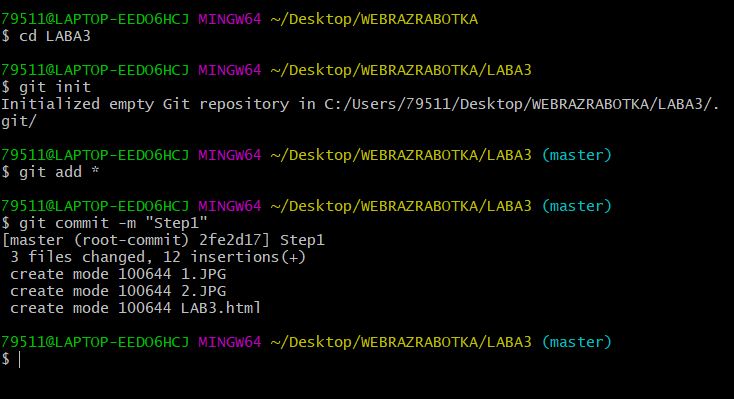 79511@LAPTOP-EEDO6HCJ MINGW64 ~/Desktop/WEBRAZRABOTKA
$ cd LABA3
79511@LAPTOP-EEDO6HCJ MINGW64 ~/Desktop/WEBRAZRABOTKA/LABA3
$ git init
Initialized empty Git repository in C:/Users/79511/Desktop/WEBRAZRABOTKA/LABA3/.
git/
79511@LAPTOP-EEDO6HCJ MINGW64 ~/Desktop/WEBRAZRABOTKA/LABA3 (master)
$ git add *
79511@LAPTOP-EEDO6HCJ MINGW64 ~/Desktop/WEBRAZRABOTKA/LABA3 (master)
$ git commit -m "Step1"
[master (root-commit) 2fe2d17] Step1
 3 files changed, 12 insertions(+)
 create mode 100644 1.JPG
 create mode 100644 2.JPG
 create mode 100644 LAB3.html
79511@LAPTOP-EEDO6HCJ MINGW64 ~/Desktop/WEBRAZRABOTKA/LABA3 (master)
$